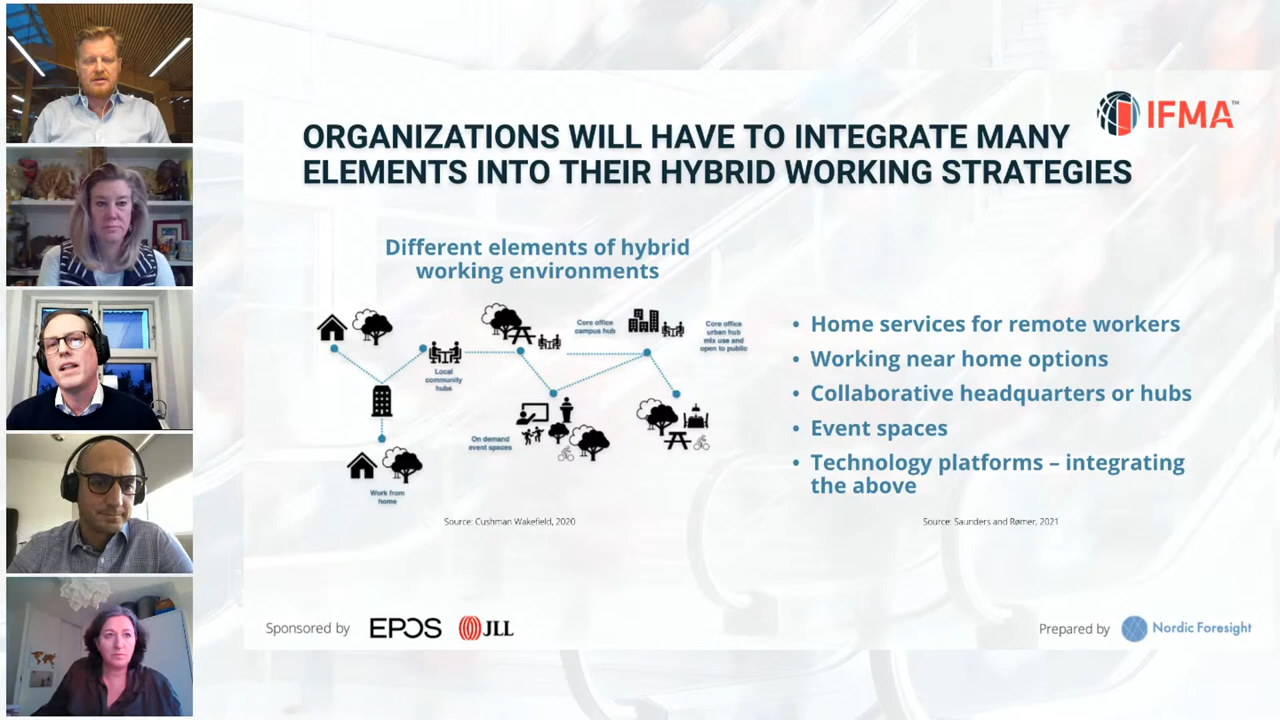 IFMA™
ORGANIZATIONS WILL HAVE TO INTEGRATE MANY
ELEMENTS INTO THEIR HYBRID WORKING STRATEGIES
Different elements of hybrid
working environments
Core office
campus hub
Core office
urban hub
mix use and
open to public
Local
community
hubs
On demand
event spaces
Work from
home
Source: Cushman Wakefield, 2020
• Home services for remote workers
• Working near home options
• Collaborative headquarters or hubs
• Event spaces
• Technology platforms – integrating
the above
Source: Saunders and Rømer, 2021
Sponsored by EPOS JLL
Prepared by Nordic Foresight